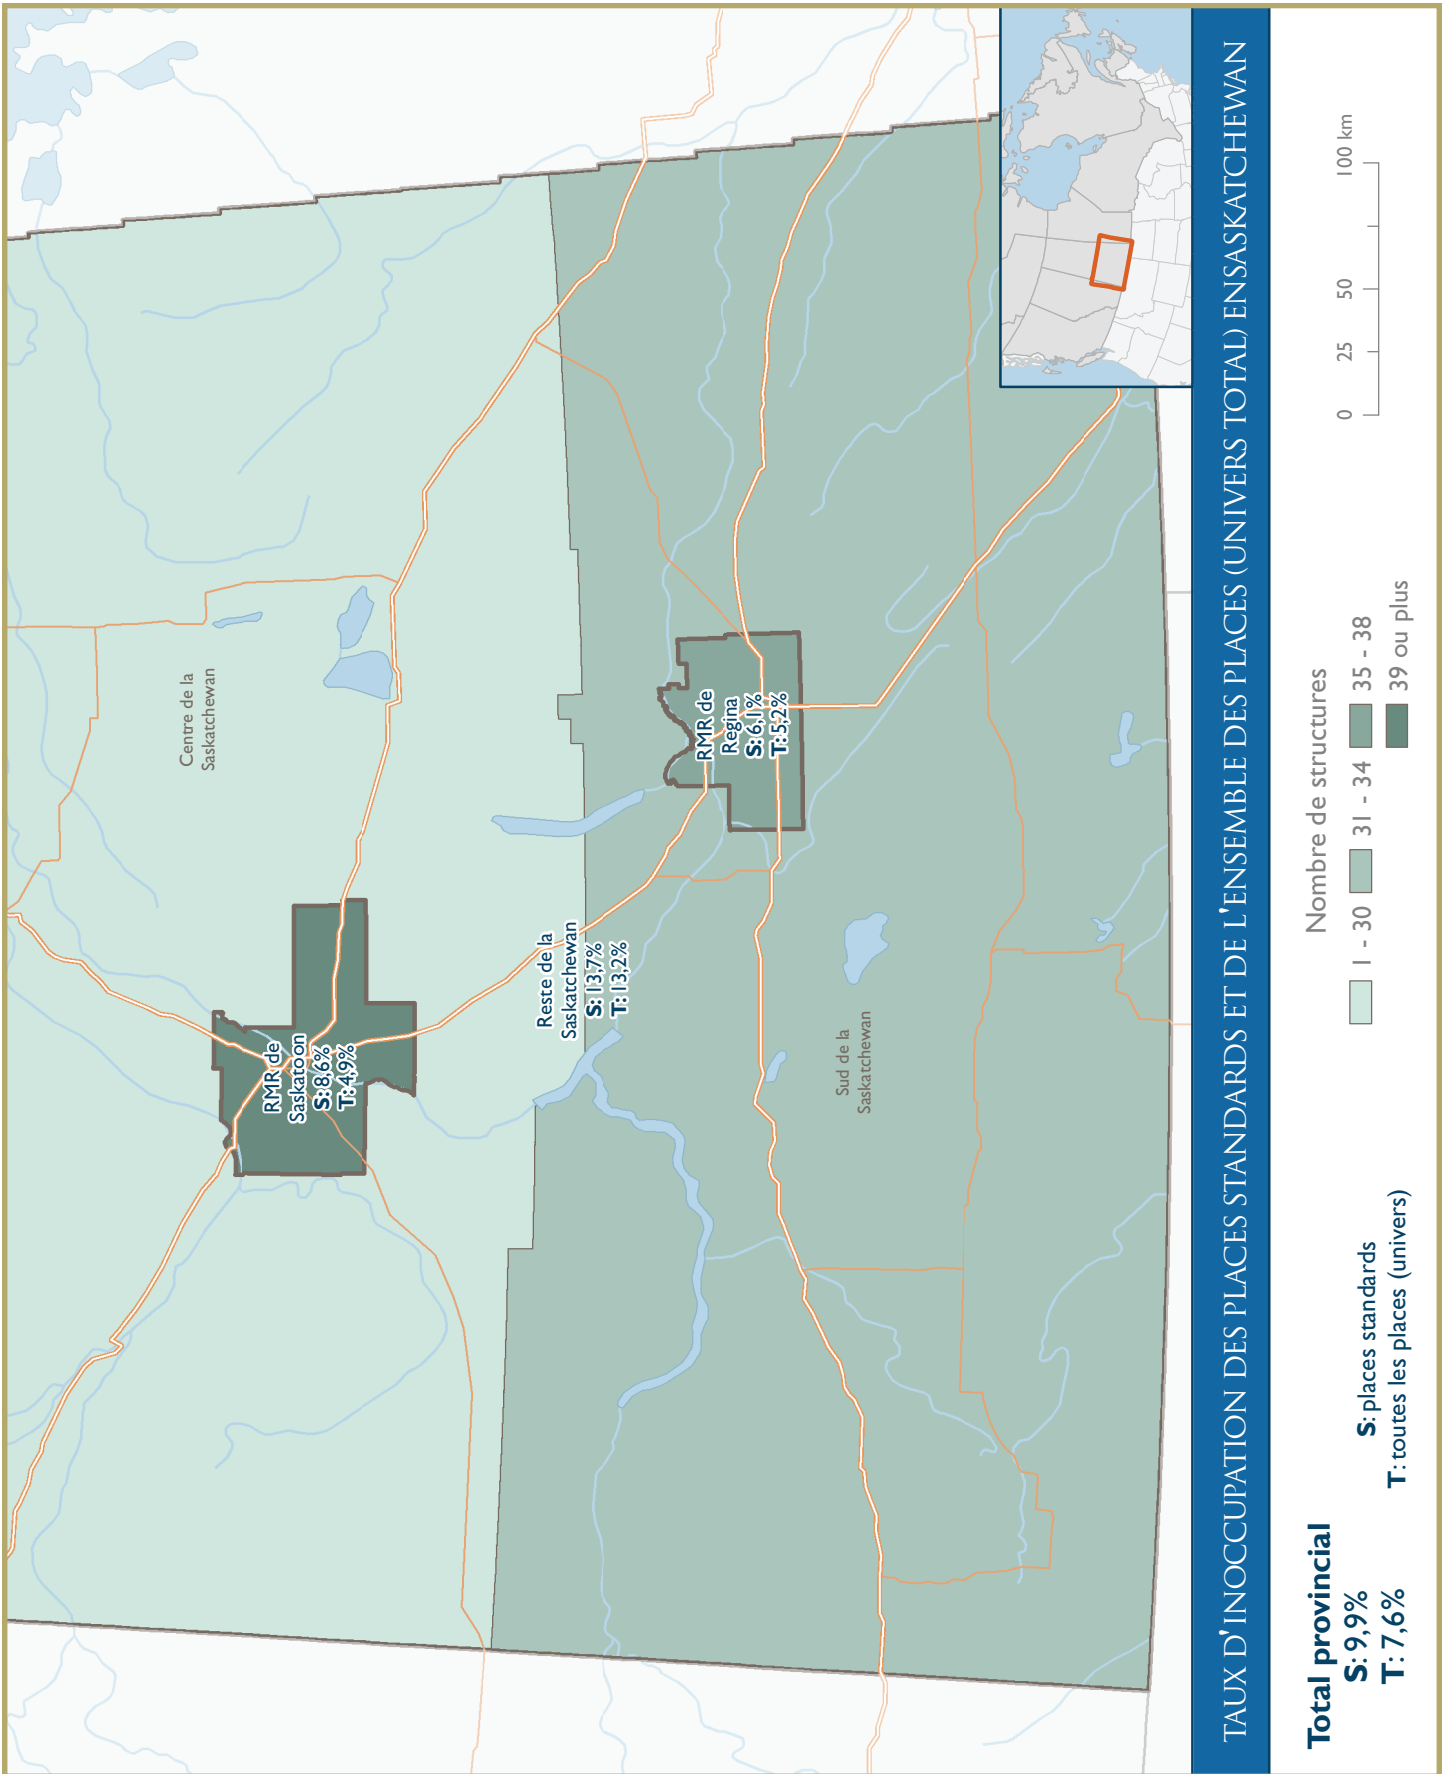 Centre de la
Saskatchewan
RMR de
Saskatoon
S: 8,6%
T: 4,9%
Reste de la
Saskatchewan
S: 13,7%
T: 13,2%
RMR de
Regina
S: 6,1%
T: 5,2%
Sud de la
Saskatchewan
TAUX D'INOCCUPATION DES PLACES STANDARDS ET DE L'ENSEMBLE DES PLACES (UNIVERS TOTAL) ENSASKATCHEWAN
Total provincial
S: 9,9%
T: 7,6%
S: places standards
T: toutes les places (univers)
Nombre de structures
1 - 30
31 - 34
35 - 38
39 ou plus
0 25 50 100 km